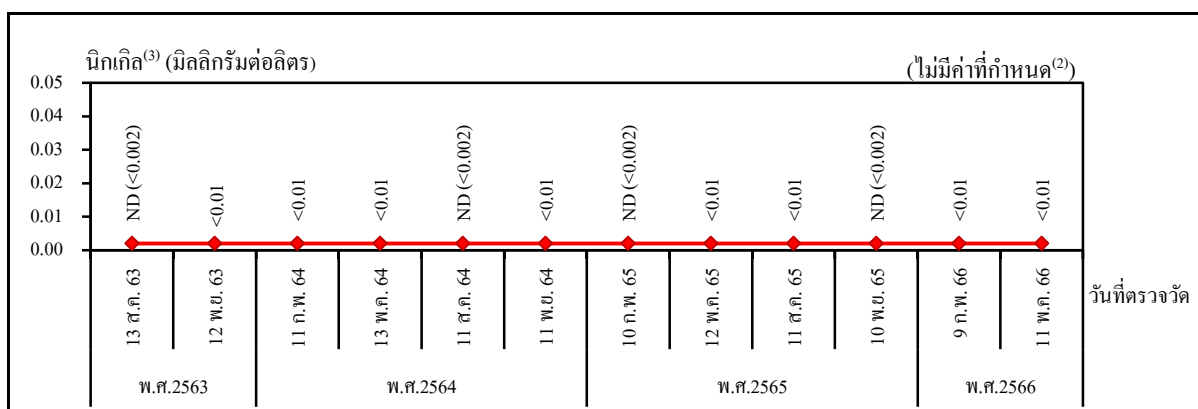 นิกเกิล⁽³⁾ (มิลลิกรัมต่อลิตร)
(ไม่มีค่าที่กำหนด⁽²⁾)
0.05
0.04
0.03
0.02
0.01
0.00
ND (<0.002)
<0.01
<0.01
<0.01
ND (<0.002)
<0.01
ND (<0.002)
<0.01
<0.01
ND (<0.002)
<0.01
<0.01
13 ส.ค. 63
12 พ.ย. 63
11 ก.พ. 64
13 พ.ค. 64
11 ส.ค. 64
11 พ.ย. 64
10 ก.พ. 65
12 พ.ค. 65
11 ส.ค. 65
10 พ.ย. 65
9 ก.พ. 66
11 พ.ค. 66
วันที่ตรวจวัด
พ.ศ.2563
พ.ศ.2564
พ.ศ.2565
พ.ศ.2566